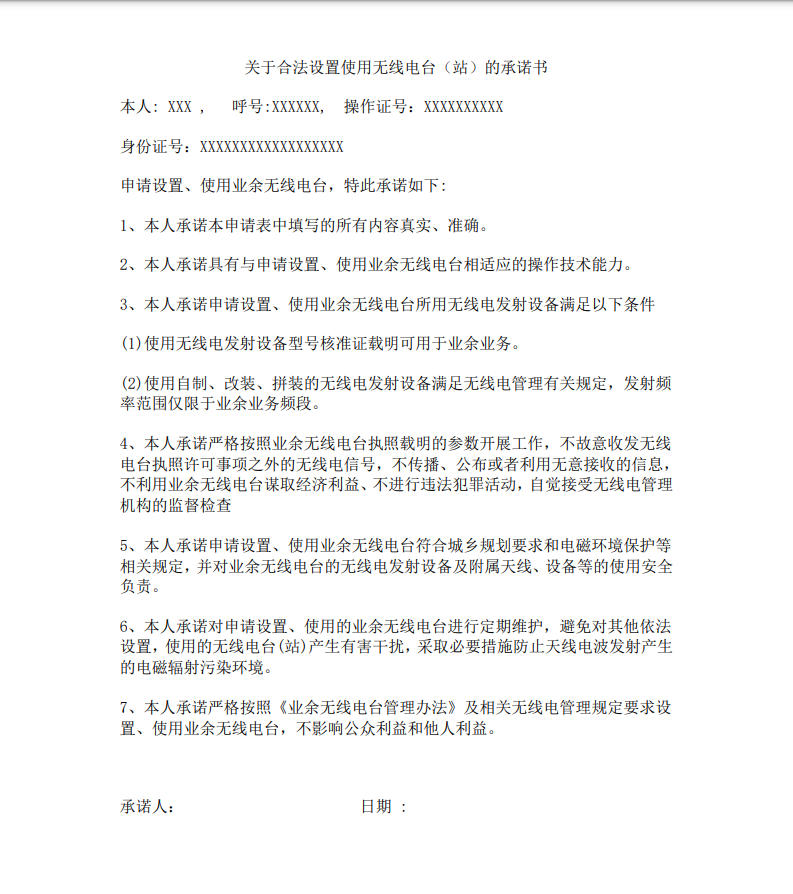 关于合法设置使用无线电台（站）的承诺书
本人: XXX ,   呼号:XXXXXX,  操作证号: XXXXXXXXXX
身份证号: XXXXXXXXXXXXXXXXXX
申请设置、使用业余无线电台，特此承诺如下:
1、本人承诺本申请表中填写的所有内容真实、准确。
2、本人承诺具有与申请设置、使用业余无线电台相适应的操作技术能力。
3、本人承诺申请设置、使用业余无线电台所用无线电发射设备满足以下条件
(1)使用无线电发射设备型号核准证载明可用于业余业务。
(2)使用自制、改装、拼装的无线电发射设备满足无线电管理有关规定，发射频
率范围仅限于业余业务频段。
4、本人承诺严格按照业余无线电台执照载明的参数开展工作，不故意收发无线
电台执照许可事项之外的无线电信号，不传播、公布或者利用无意接收的信息，
不利用业余无线电台谋取经济利益、不进行违法犯罪活动，自觉接受无线电管理
机构的监督检查
5、本人承诺申请设置、使用业余无线电台符合城乡规划要求和电磁环境保护等
相关规定，并对业余无线电台的无线电发射设备及附属天线、设备等的使用安全
负责。
6、本人承诺对申请设置、使用的业余无线电台进行定期维护，避免对其他依法
设置，使用的无线电台(站)产生有害干扰，采取必要措施防止天线电波发射产生
的电磁辐射污染环境。
7、本人承诺严格按照《业余无线电台管理办法》及相关无线电管理规定要求设
置、使用业余无线电台，不影响公众利益和他人利益。
承诺人:                日期 :